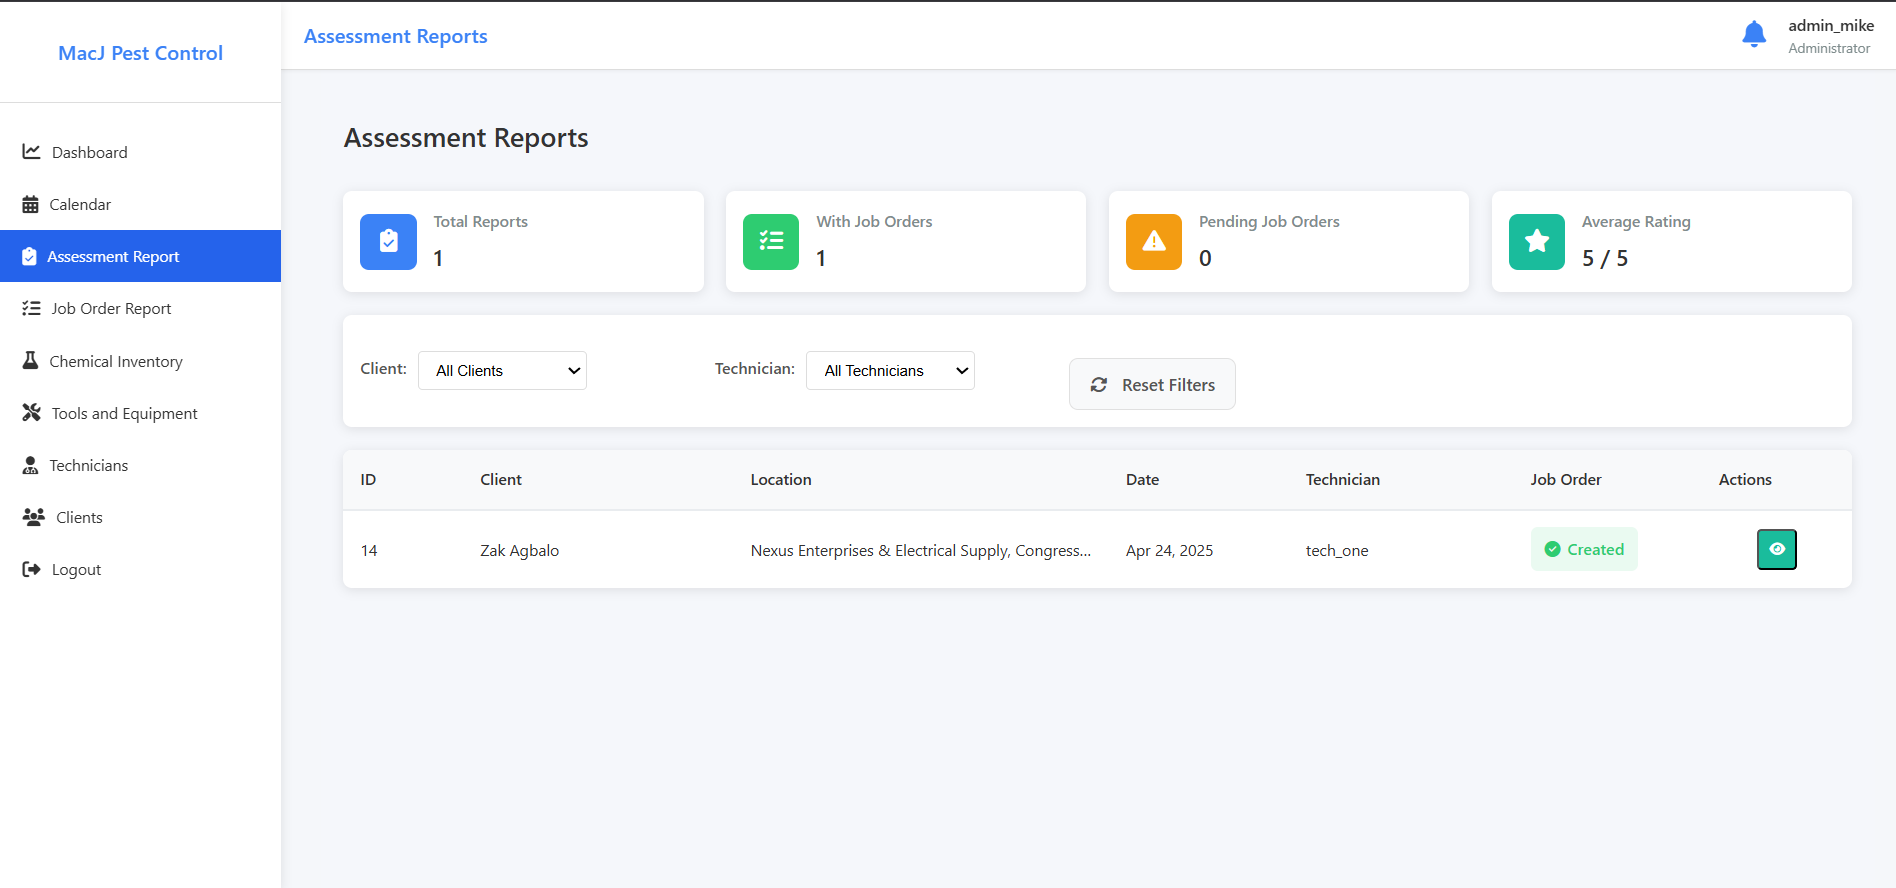 MacJ Pest Control
Dashboard
Calendar
Assessment Report
Job Order Report
Chemical Inventory
Tools and Equipment
Technicians
Clients
Logout
Assessment Reports
admin_mike
Administrator
Assessment Reports
Total Reports
1
With Job Orders
1
Pending Job Orders
0
Average Rating
5 / 5
Client: All Clients Technician: All Technicians Reset Filters
ID Client Location Date Technician Job Order Actions
14 Zak Agbalo Nexus Enterprises & Electrical Supply, Congress... Apr 24, 2025 tech_one Created